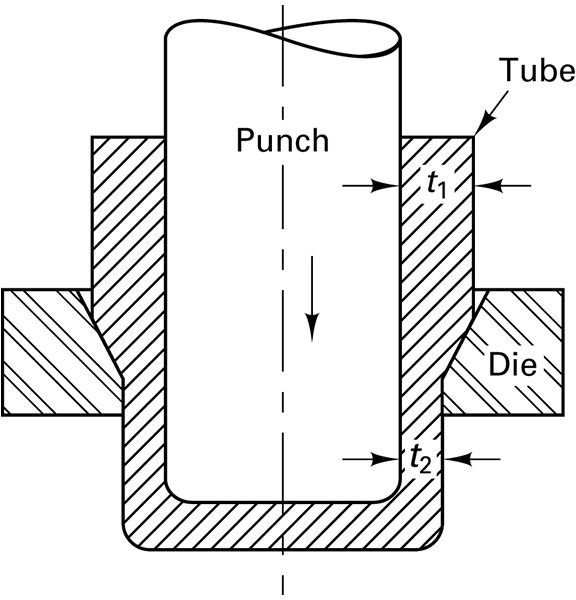 Tube
Punch
t₁
Die
t₂